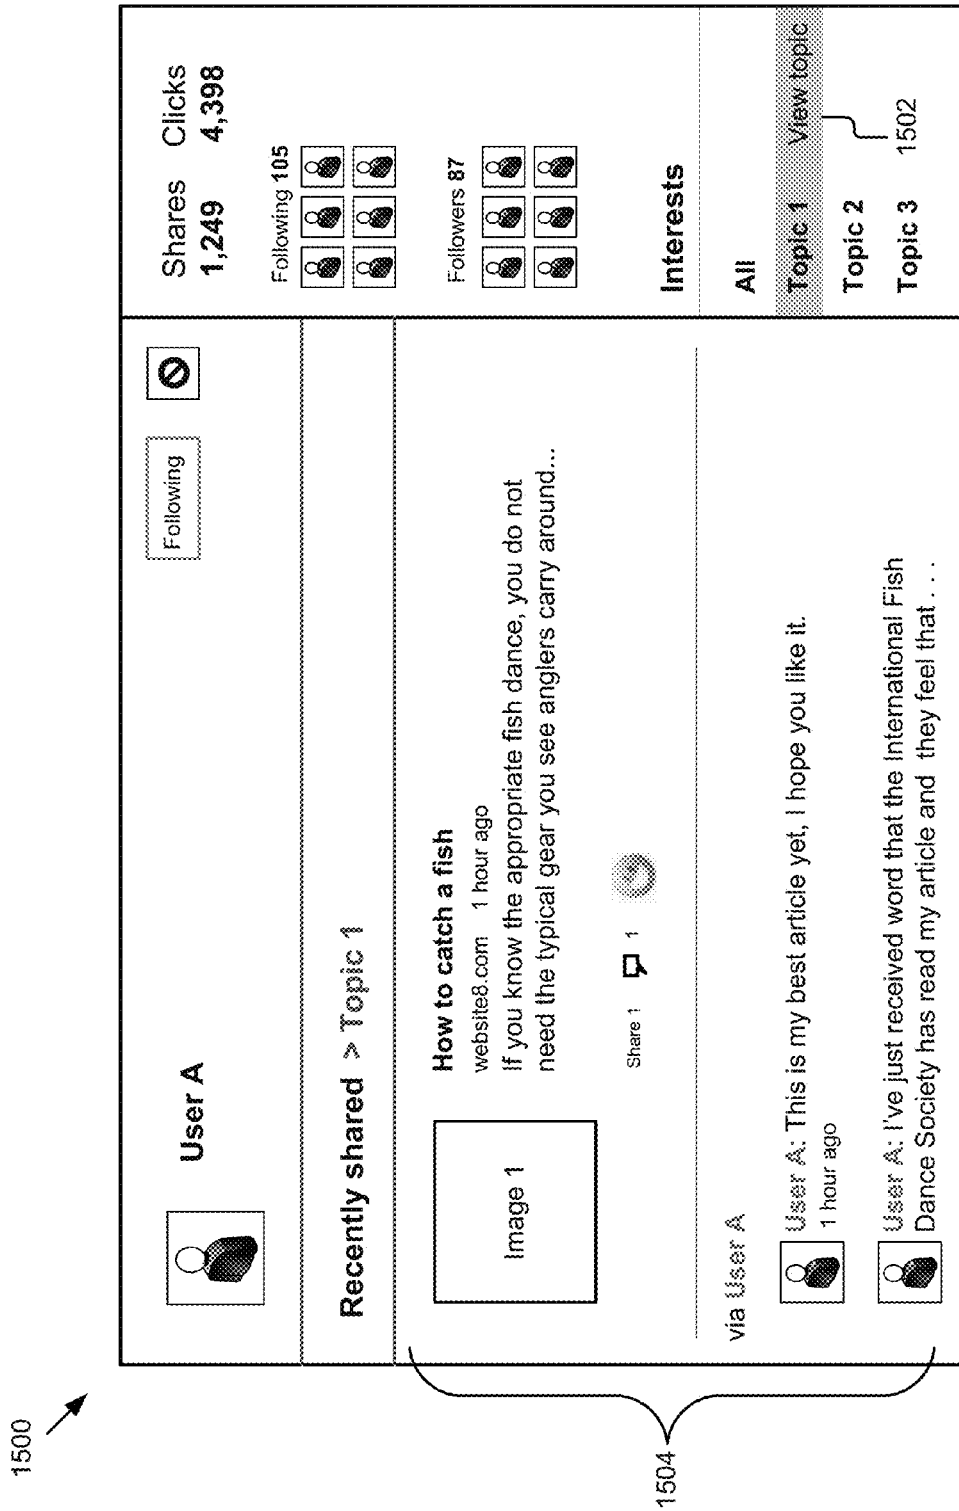 1500
User A
Following
Shares Clicks
1,249 4,398
Following 105
Followers 87
Interests
All
Topic 1 View topic
1502
Topic 2
Topic 3
Recently shared > Topic 1
Image 1
How to catch a fish
website8.com 1 hour ago
If you know the appropriate fish dance, you do not
need the typical gear you see anglers carry around...
Share 1 1
via User A
User A: This is my best article yet, I hope you like it.
1 hour ago
User A: I've just received word that the International Fish
Dance Society has read my article and they feel that . . .
1504